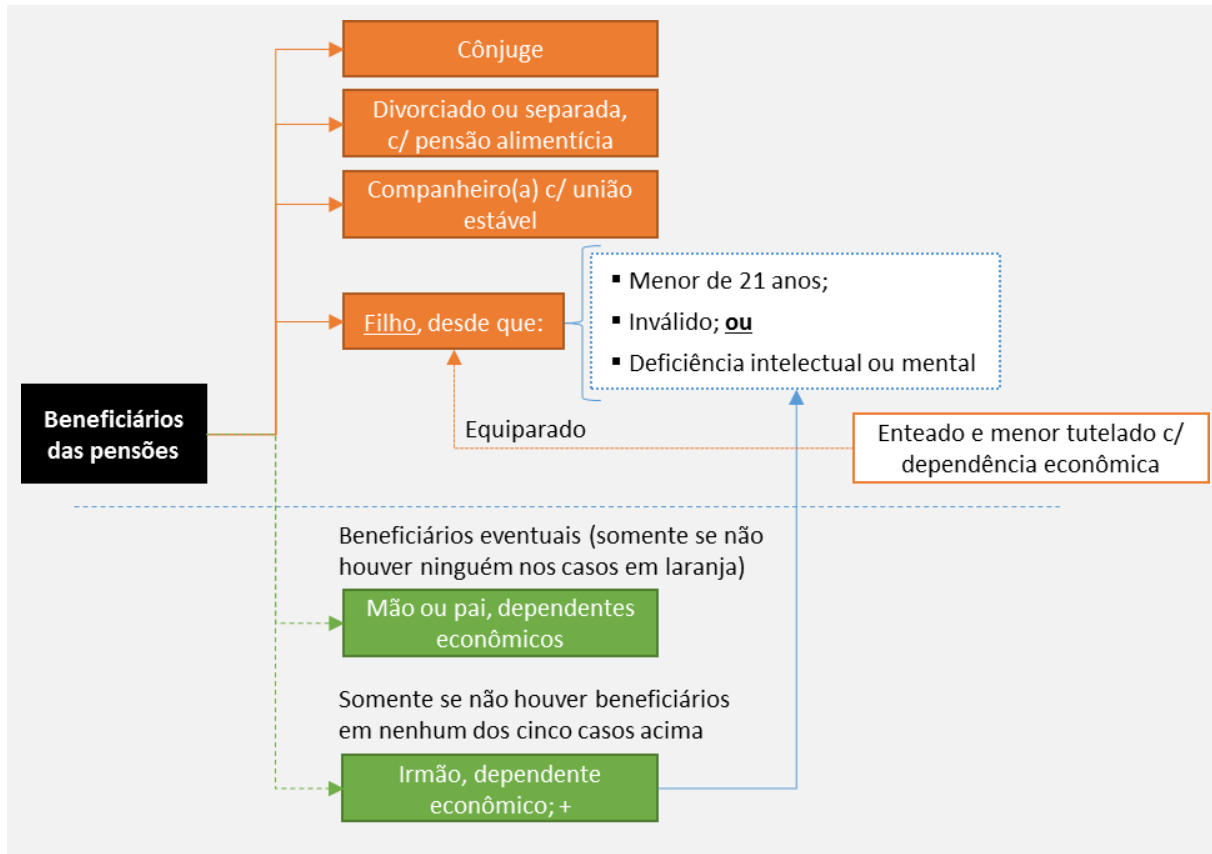 Cônjuge
Divorciado ou separada,
c/ pensão alimentícia
Companheiro(a) c/ união
estável
Filho, desde que:
▪ Menor de 21 anos;
▪ Inválido; ou
▪ Deficiência intelectual ou mental
Beneficiários
das pensões
Equiparado
Enteado e menor tutelado c/
dependência econômica
Beneficiários eventuais (somente se não
houver ninguém nos casos em laranja)
Mão ou pai, dependentes
econômicos
Somente se não houver beneficiários
em nenhum dos cinco casos acima
Irmão, dependente
econômico; +